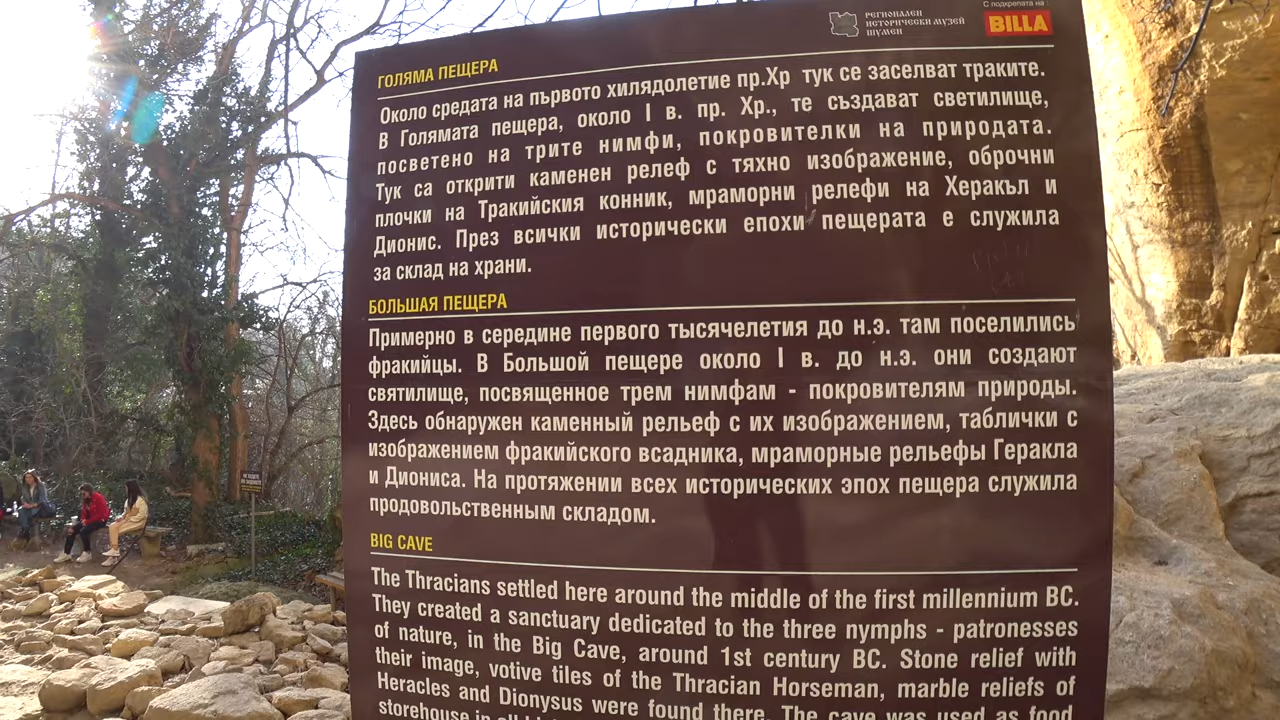 РЕГИОНАЛЕН
ИСТОРИЧЕСКИ МУЗЕЙ
ШУМЕН
С подкрепата на :
BILLA
ГОЛЯМА ПЕЩЕРА
Около средата на първото хилядолетие пр.Хр тук се заселват траките.
В Голямата пещера, около I в. пр. Хр., те създават светилище,
посветено на трите нимфи, покровителки на природата.
Тук са открити каменен релеф с тяхно изображение, оброчни
плочки на Тракийския конник, мраморни релефи на Херакъл и
Дионис. През всички исторически епохи пещерата е служила
за склад на храни.
БОЛЬШАЯ ПЕЩЕРА
Примерно в середине первого тысячелетия до н.э. там поселились
фракийцы. В Большой пещере около I в. до н.э. они создают
святилище, посвященное трем нимфам - покровителям природы.
Здесь обнаружен каменный рельеф с их изображением, таблички с
изображением фракийского всадника, мраморные рельефы Геракла
и Диониса. На протяжении всех исторических эпох пещера служила
продовольственным складом.
BIG CAVE
The Thracians settled here around the middle of the first millennium BC.
They created a sanctuary dedicated to the three nymphs - patronesses
of nature, in the Big Cave, around 1st century BC. Stone relief with
their image, votive tiles of the Thracian Horseman, marble reliefs of
Heracles and Dionysus were found there. The cave was used as food
storehouse in all